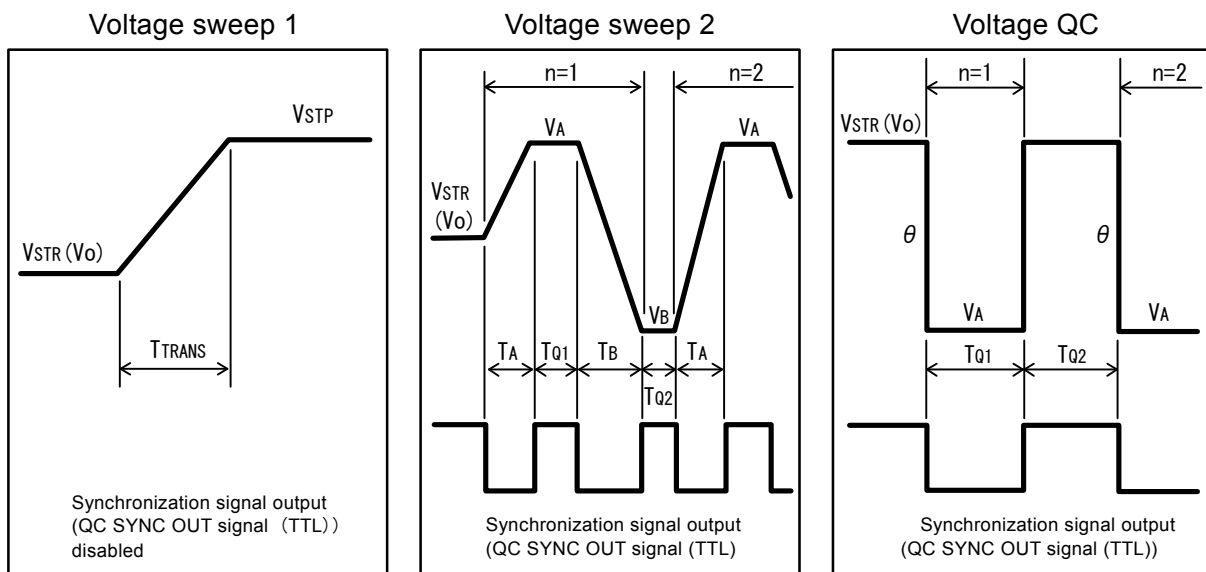 Voltage sweep 1
VSTP
VSTR(Vo)
TTRANS
Synchronization signal output
(QC SYNC OUT signal (TTL))
disabled
Voltage sweep 2
n=1
n=2
VA
VA
VSTR
(Vo)
VB
TA
TQ1
TB
TA
TQ2
Synchronization signal output
(QC SYNC OUT signal (TTL)
Voltage QC
n=1
n=2
VSTR(Vo)
θ
θ
VA
VA
TQ1
TQ2
Synchronization signal output
(QC SYNC OUT signal (TTL))